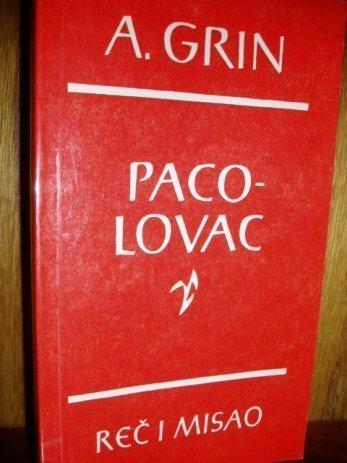 A. GRIN
PACO-
LOVAC
REČ I MISAO